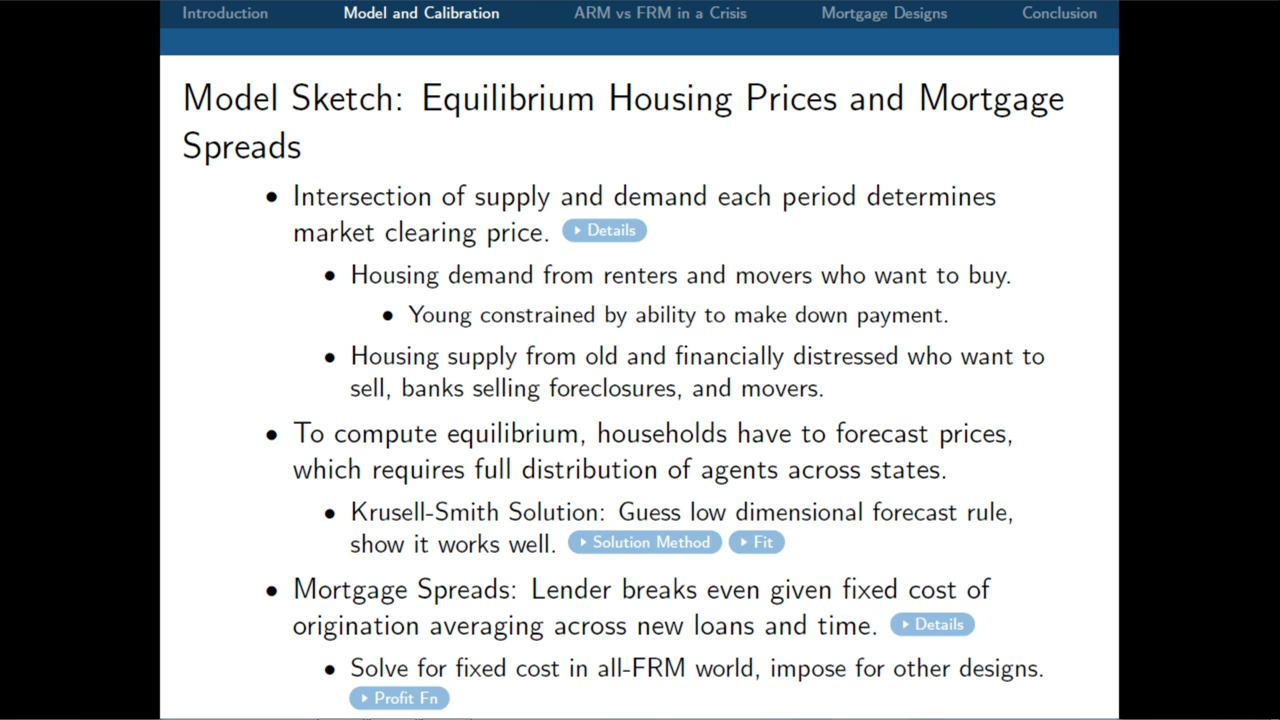 Introduction Model and Calibration ARM vs FRM in a Crisis Mortgage Designs Conclusion
Model Sketch: Equilibrium Housing Prices and Mortgage
Spreads
• Intersection of supply and demand each period determines
market clearing price. Details
• Housing demand from renters and movers who want to buy.
• Young constrained by ability to make down payment.
• Housing supply from old and financially distressed who want to
sell, banks selling foreclosures, and movers.
• To compute equilibrium, households have to forecast prices,
which requires full distribution of agents across states.
• Krusell-Smith Solution: Guess low dimensional forecast rule,
show it works well. Solution Method Fit
• Mortgage Spreads: Lender breaks even given fixed cost of
origination averaging across new loans and time. Details
• Solve for fixed cost in all-FRM world, impose for other designs.
Profit Fn